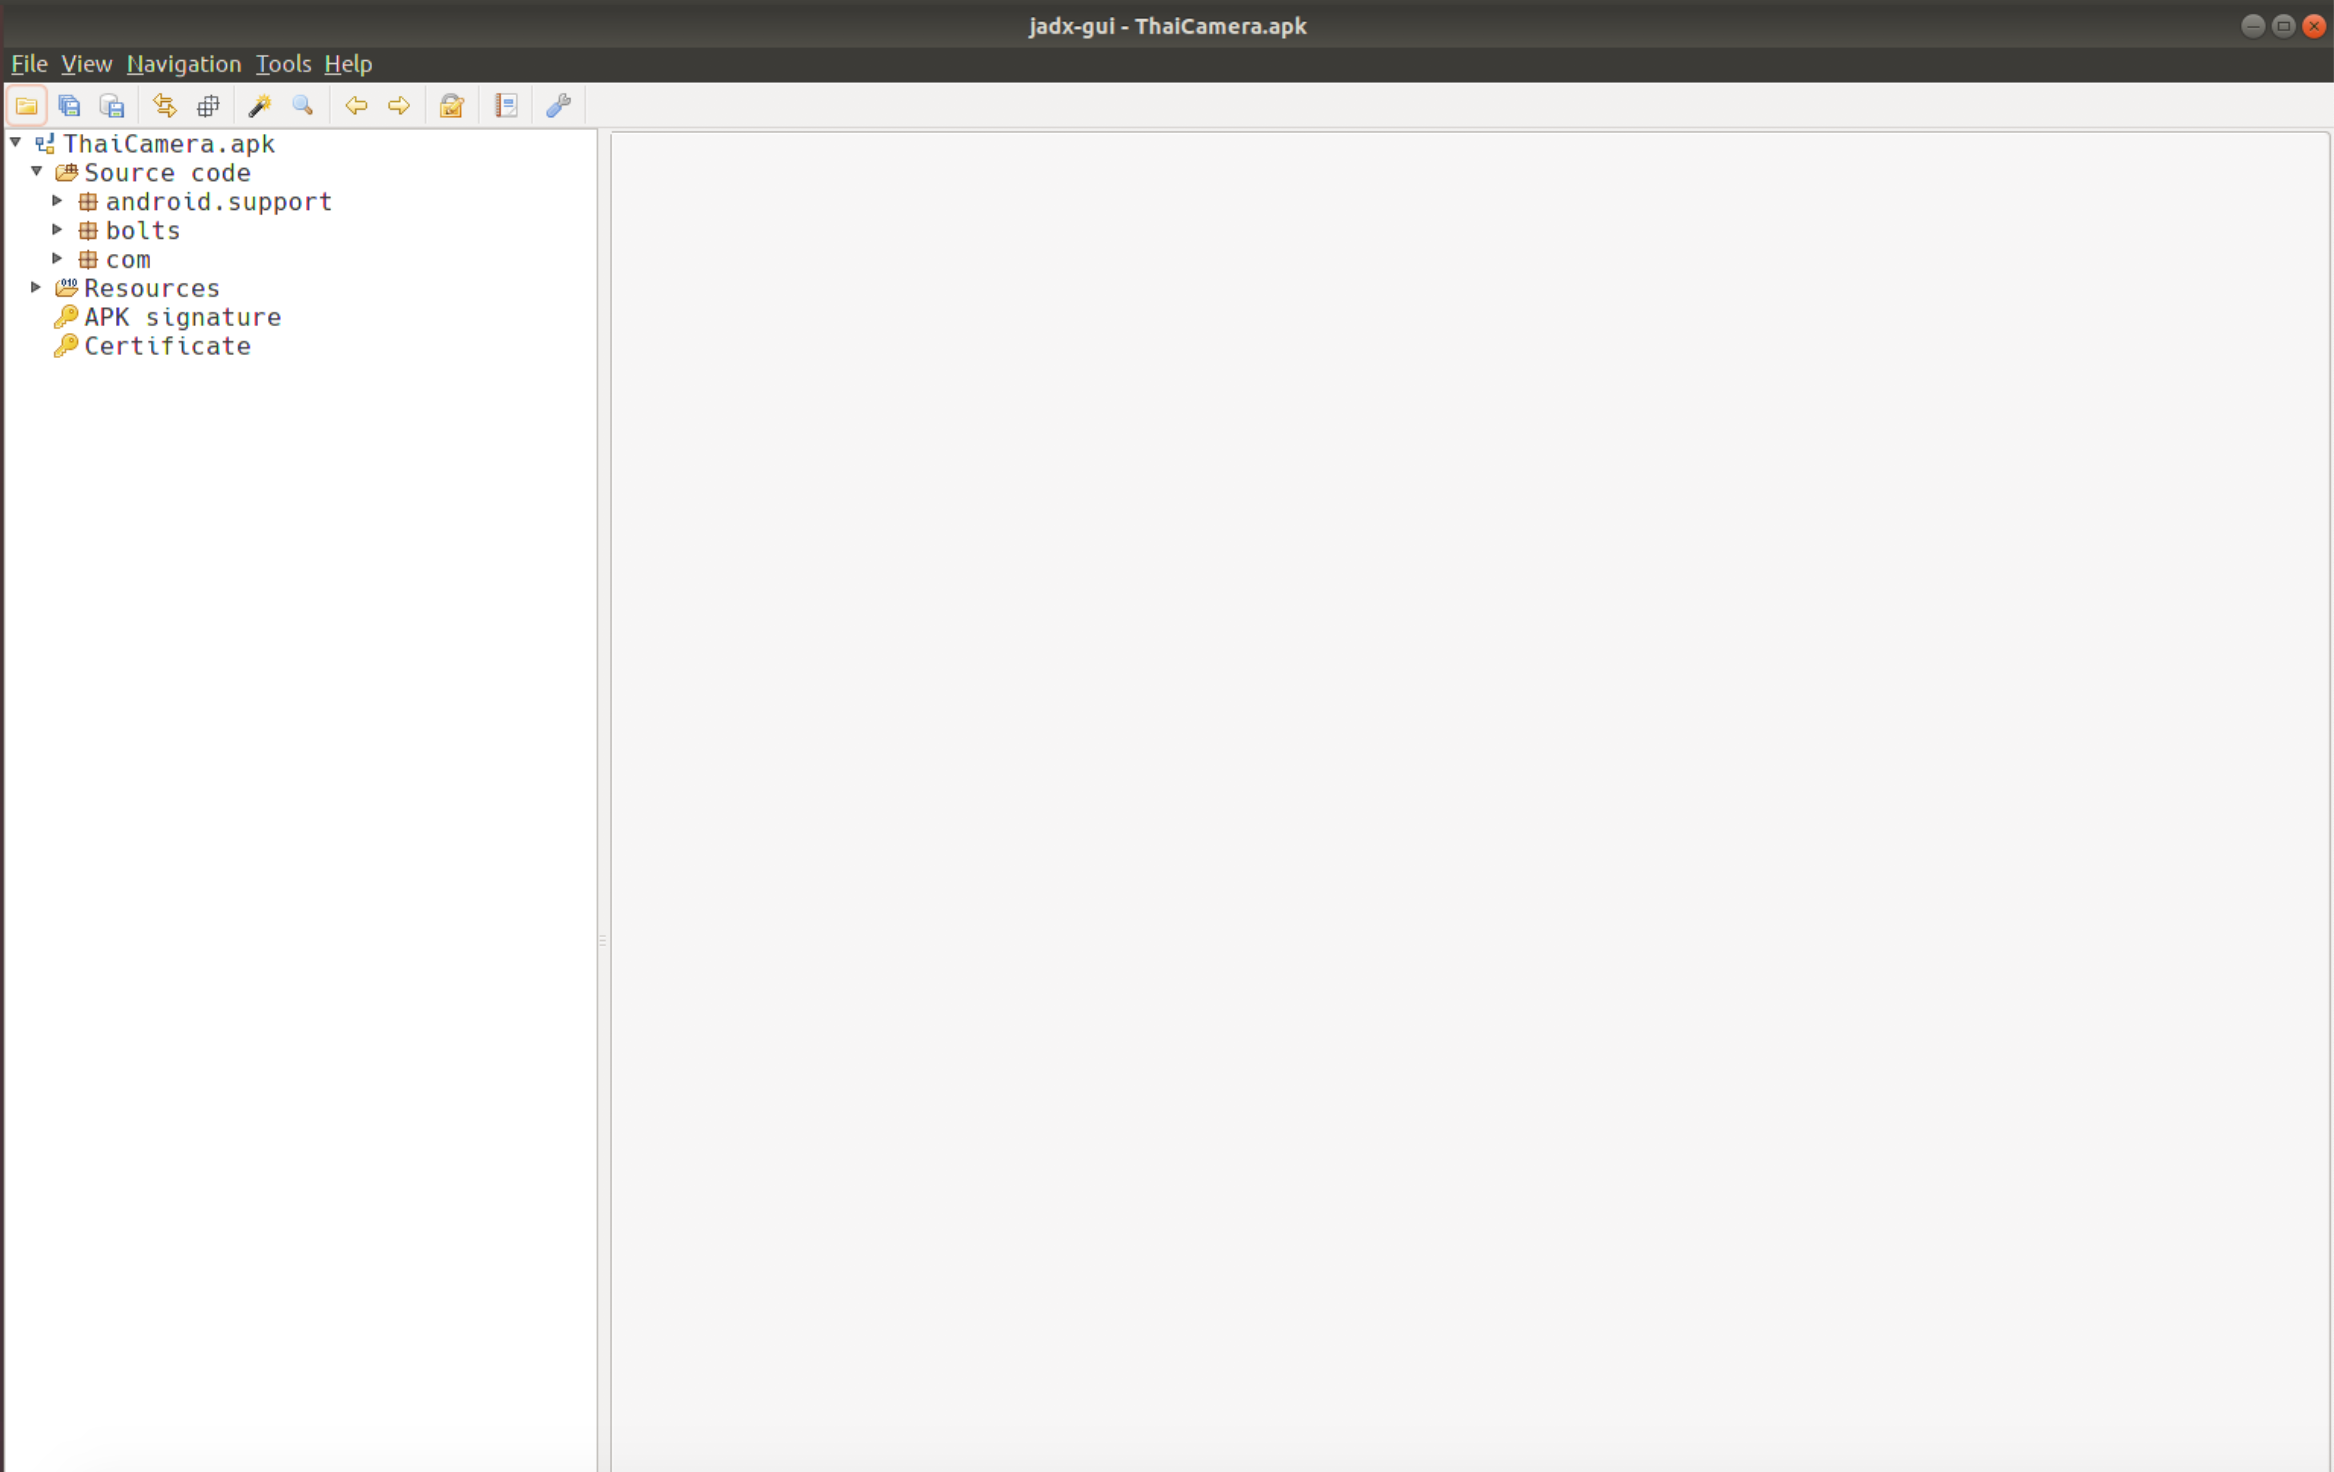 jadx-gui - ThaiCamera.apk
File View Navigation Tools Help
ThaiCamera.apk
Source code
android.support
bolts
com
Resources
APK signature
Certificate